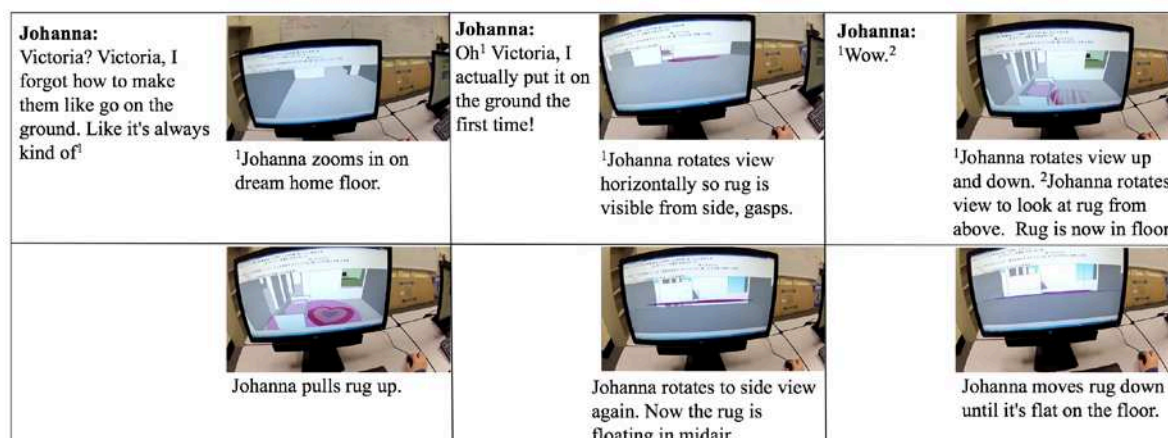 Johanna:
Victoria? Victoria, I
forgot how to make
them like go on the
ground. Like it's always
kind of¹
¹Johanna zooms in on
dream home floor.
Johanna:
Oh¹ Victoria, I
actually put it on
the ground the
first time!
¹Johanna rotates view
horizontally so rug is
visible from side, gasps.
Johanna:
¹Wow.²
¹Johanna rotates view up
and down. ²Johanna rotates
view to look at rug from
above. Rug is now in floor
Johanna pulls rug up.
Johanna rotates to side view
again. Now the rug is
floating in midair
Johanna moves rug down
until it's flat on the floor.